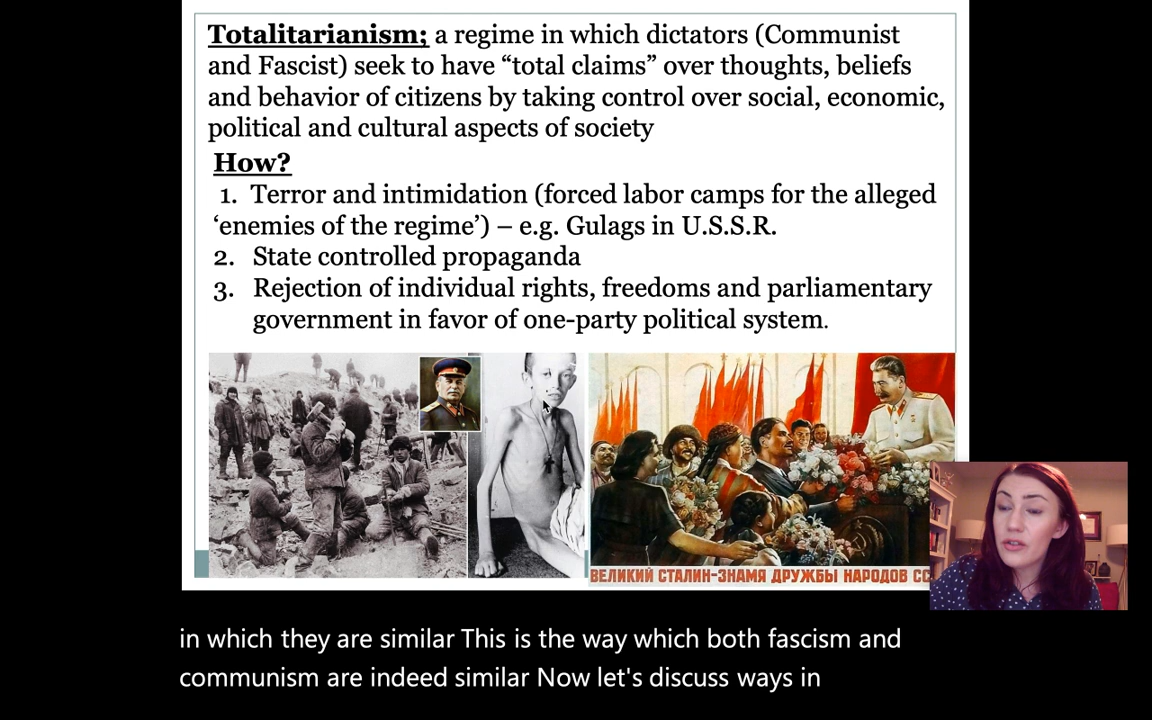 Totalitarianism; a regime in which dictators (Communist
and Fascist) seek to have “total claims” over thoughts, beliefs
and behavior of citizens by taking control over social, economic,
political and cultural aspects of society
How?
1. Terror and intimidation (forced labor camps for the alleged
‘enemies of the regime’) – e.g. Gulags in U.S.S.R.
2. State controlled propaganda
3. Rejection of individual rights, freedoms and parliamentary
government in favor of one-party political system.
ВЕЛИКИЙ СТАЛИН-ЗНАМЯ ДРУЖБЫ НАРОДОВ СС
in which they are similar This is the way which both fascism and
communism are indeed similar Now let's discuss ways in